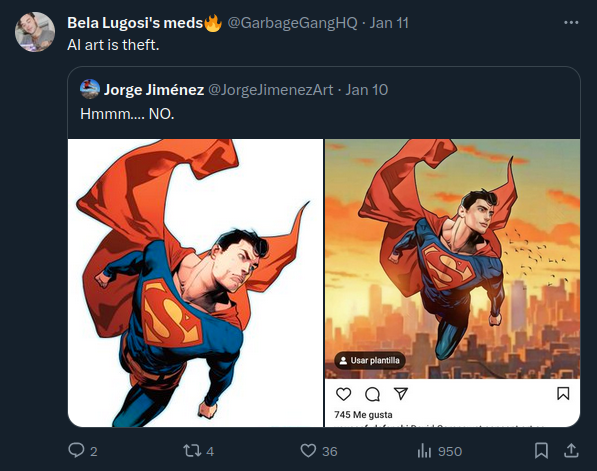 Bela Lugosi's meds🔥 @GarbageGangHQ · Jan 11
AI art is theft.
Jorge Jiménez @JorgeJimenezArt · Jan 10
Hmmm.... NO.
S
S
Usar plantilla
745 Me gusta
2
4
36
950